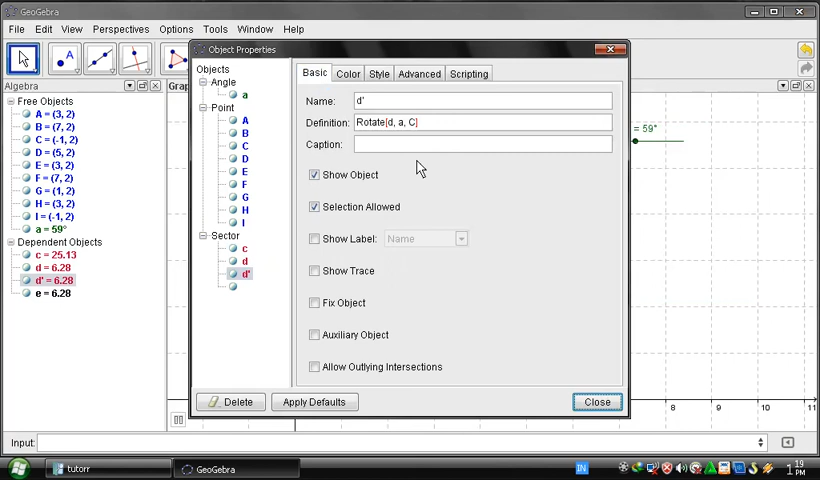 GeoGebra
File Edit View Perspectives Options Tools Window Help
Algebra
Free Objects
A = (3, 2)
B = (7, 2)
C = (-1, 2)
D = (5, 2)
E = (3, 2)
F = (7, 2)
G = (1, 2)
H = (3, 2)
I = (-1, 2)
a = 59°
Dependent Objects
c = 25.13
d = 6.28
d' = 6.28
e = 6.28
Object Properties
Objects
Angle
a
Point
A
B
C
D
E
F
G
H
I
Sector
c
d
d'
Delete Apply Defaults
Basic Color Style Advanced Scripting
Name: d'
Definition: Rotate[d, a, C]
Caption:
Show Object
Selection Allowed
Show Label: Name
Show Trace
Fix Object
Auxiliary Object
Allow Outlying Intersections
Close
= 59°
8 9 10 11
Input:
tutorr GeoGebra IN 1:19 PM